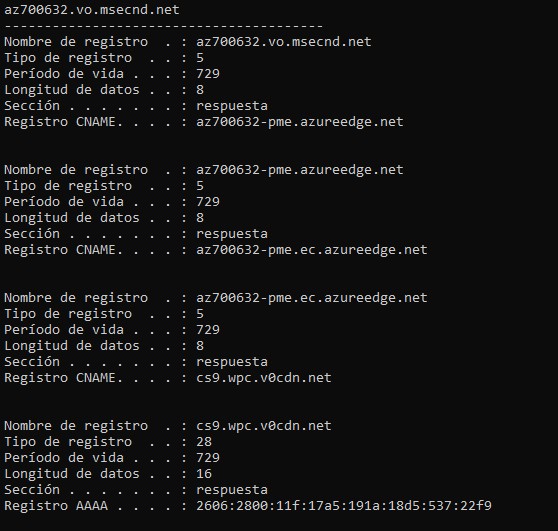 az700632.vo.msecnd.net
----------------------------------------
Nombre de registro  . : az700632.vo.msecnd.net
Tipo de registro  . . : 5
Período de vida . . . : 729
Longitud de datos . . : 8
Sección . . . . . . . : respuesta
Registro CNAME. . . . : az700632-pme.azureedge.net
Nombre de registro  . : az700632-pme.azureedge.net
Tipo de registro  . . : 5
Período de vida . . . : 729
Longitud de datos . . : 8
Sección . . . . . . . : respuesta
Registro CNAME. . . . : az700632-pme.ec.azureedge.net
Nombre de registro  . : az700632-pme.ec.azureedge.net
Tipo de registro  . . : 5
Período de vida . . . : 729
Longitud de datos . . : 8
Sección . . . . . . . : respuesta
Registro CNAME. . . . : cs9.wpc.v0cdn.net
Nombre de registro  . : cs9.wpc.v0cdn.net
Tipo de registro  . . : 28
Período de vida . . . : 729
Longitud de datos . . : 16
Sección . . . . . . . : respuesta
Registro AAAA . . . . : 2606:2800:11f:17a5:191a:18d5:537:22f9